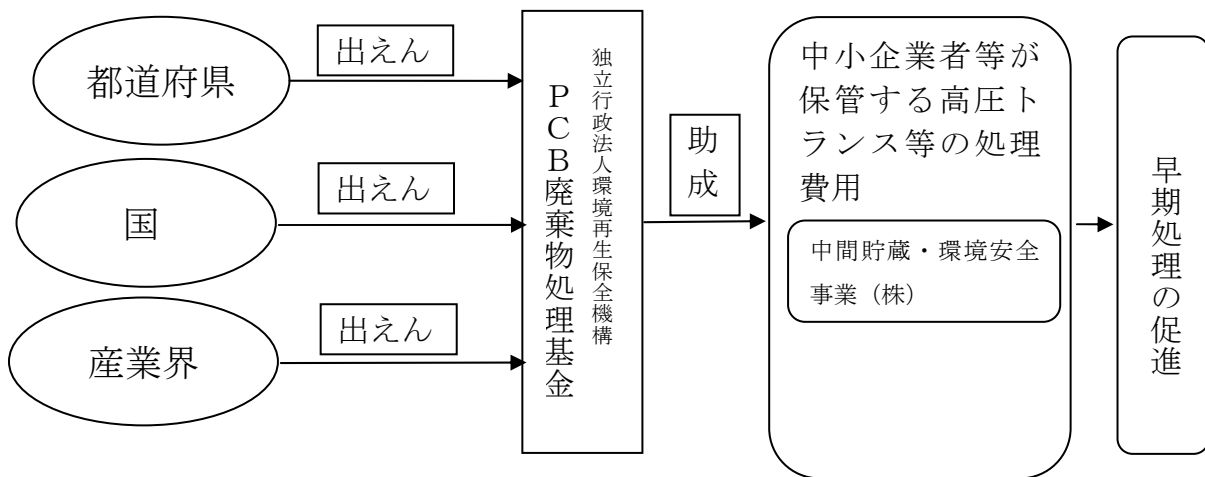 都道府県
出えん
国
出えん
産業界
出えん
独立行政法人環境再生保全機構
ＰＣＢ廃棄物処理基金
助成
中小企業者等が
保管する高圧ト
ランス等の処理
費用
中間貯蔵・環境安全
事業（株）
早期処理の促進